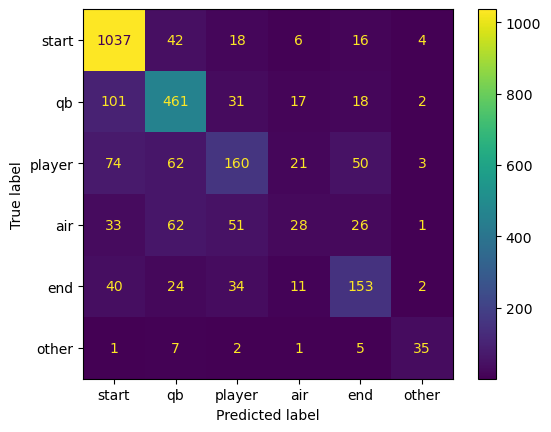 start 1037 42 18 6 16 4
qb 101 461 31 17 18 2
player 74 62 160 21 50 3
air 33 62 51 28 26 1
end 40 24 34 11 153 2
other 1 7 2 1 5 35
start qb player air end other
Predicted label
True label
1000
800
600
400
200